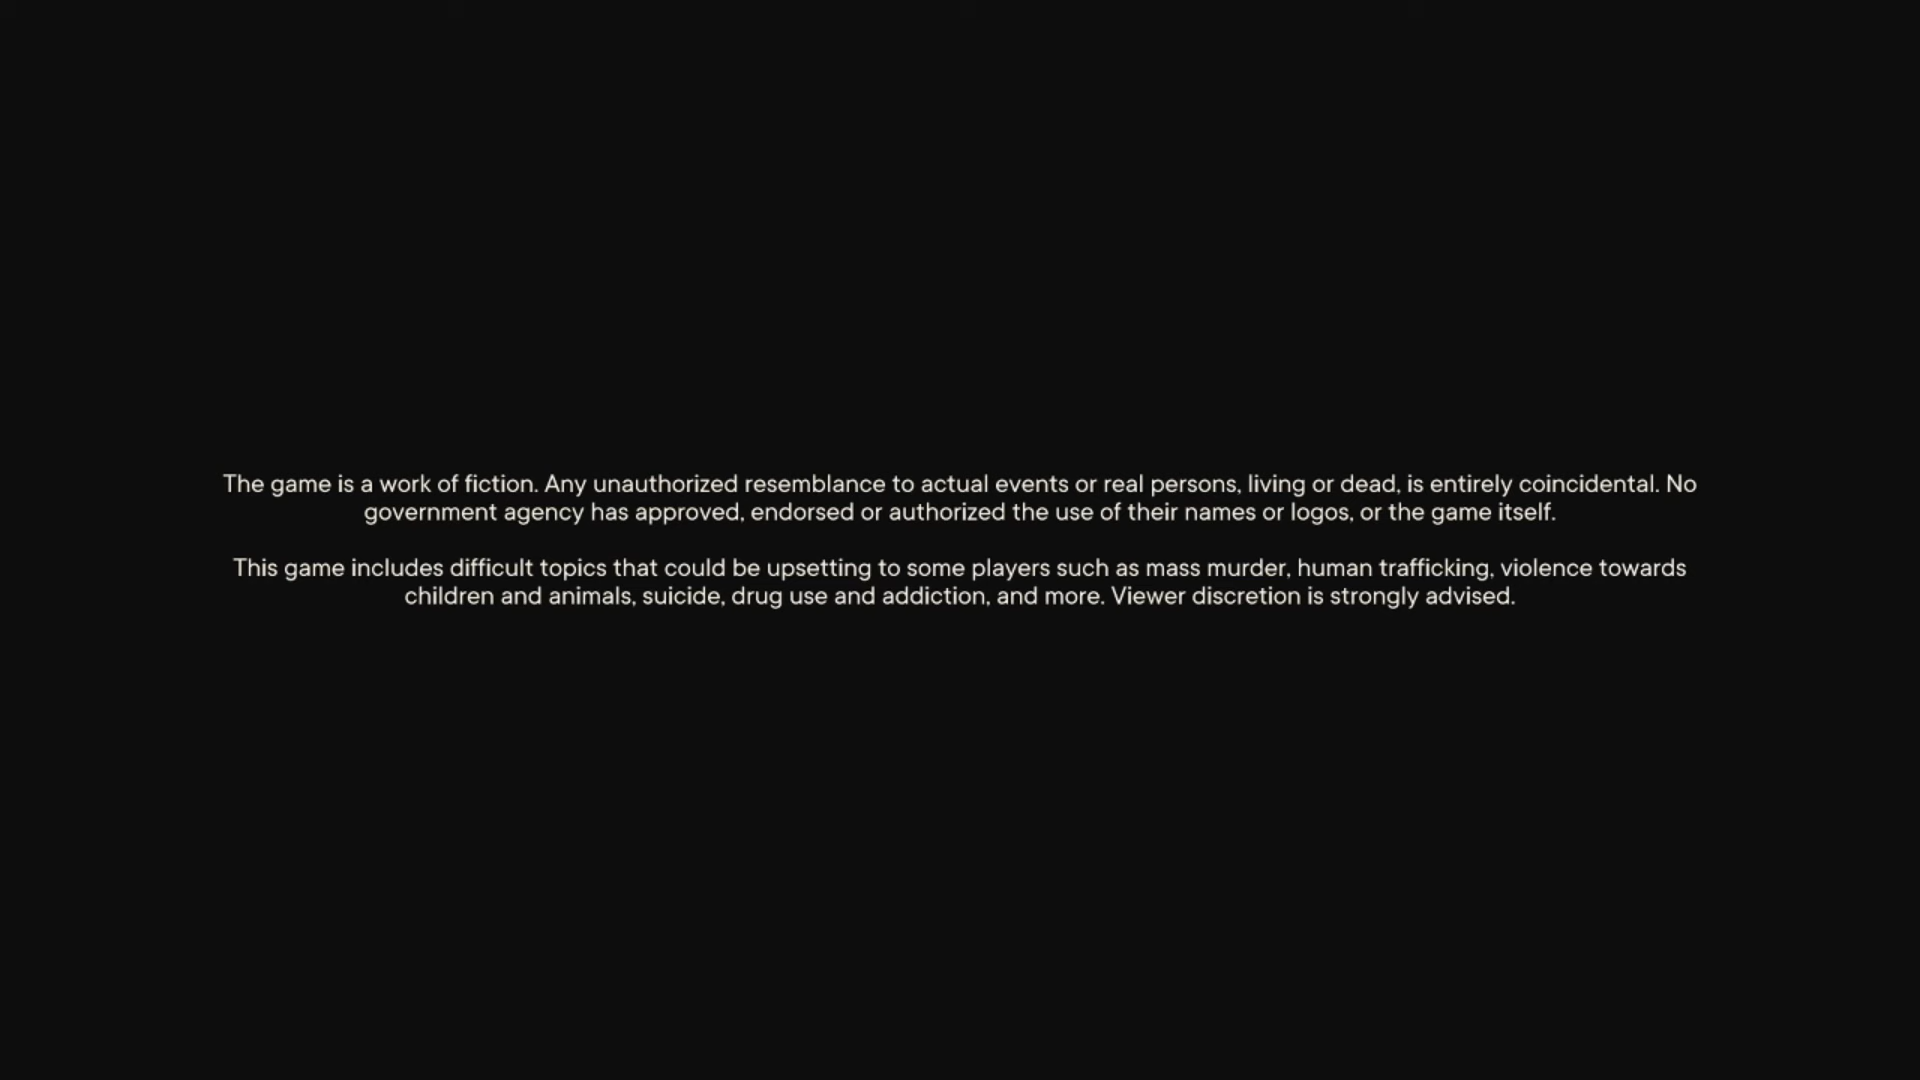 The game is a work of fiction. Any unauthorized resemblance to actual events or real persons, living or dead, is entirely coincidental. No
government agency has approved, endorsed or authorized the use of their names or logos, or the game itself.
This game includes difficult topics that could be upsetting to some players such as mass murder, human trafficking, violence towards
children and animals, suicide, drug use and addiction, and more. Viewer discretion is strongly advised.